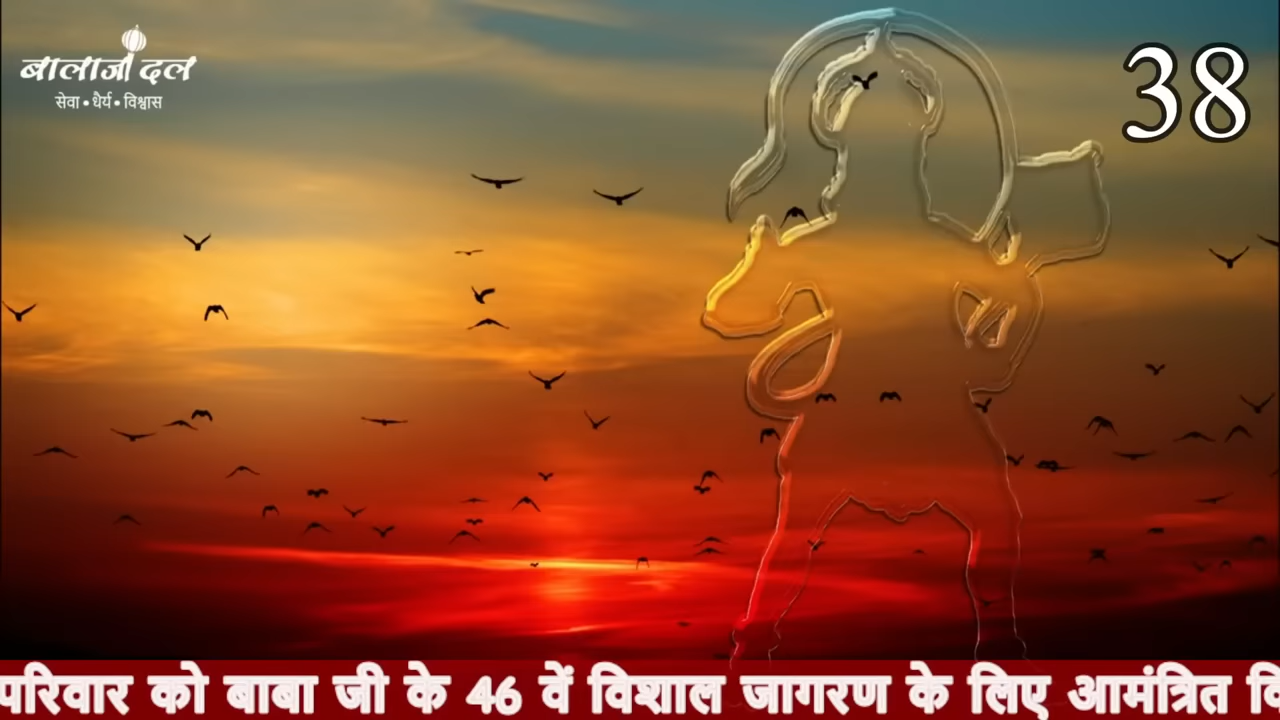 बालाजी दल
सेवा • धैर्य • विश्वास
38
परिवार को बाबा जी के 46 वें विशाल जागरण के लिए आमंत्रित